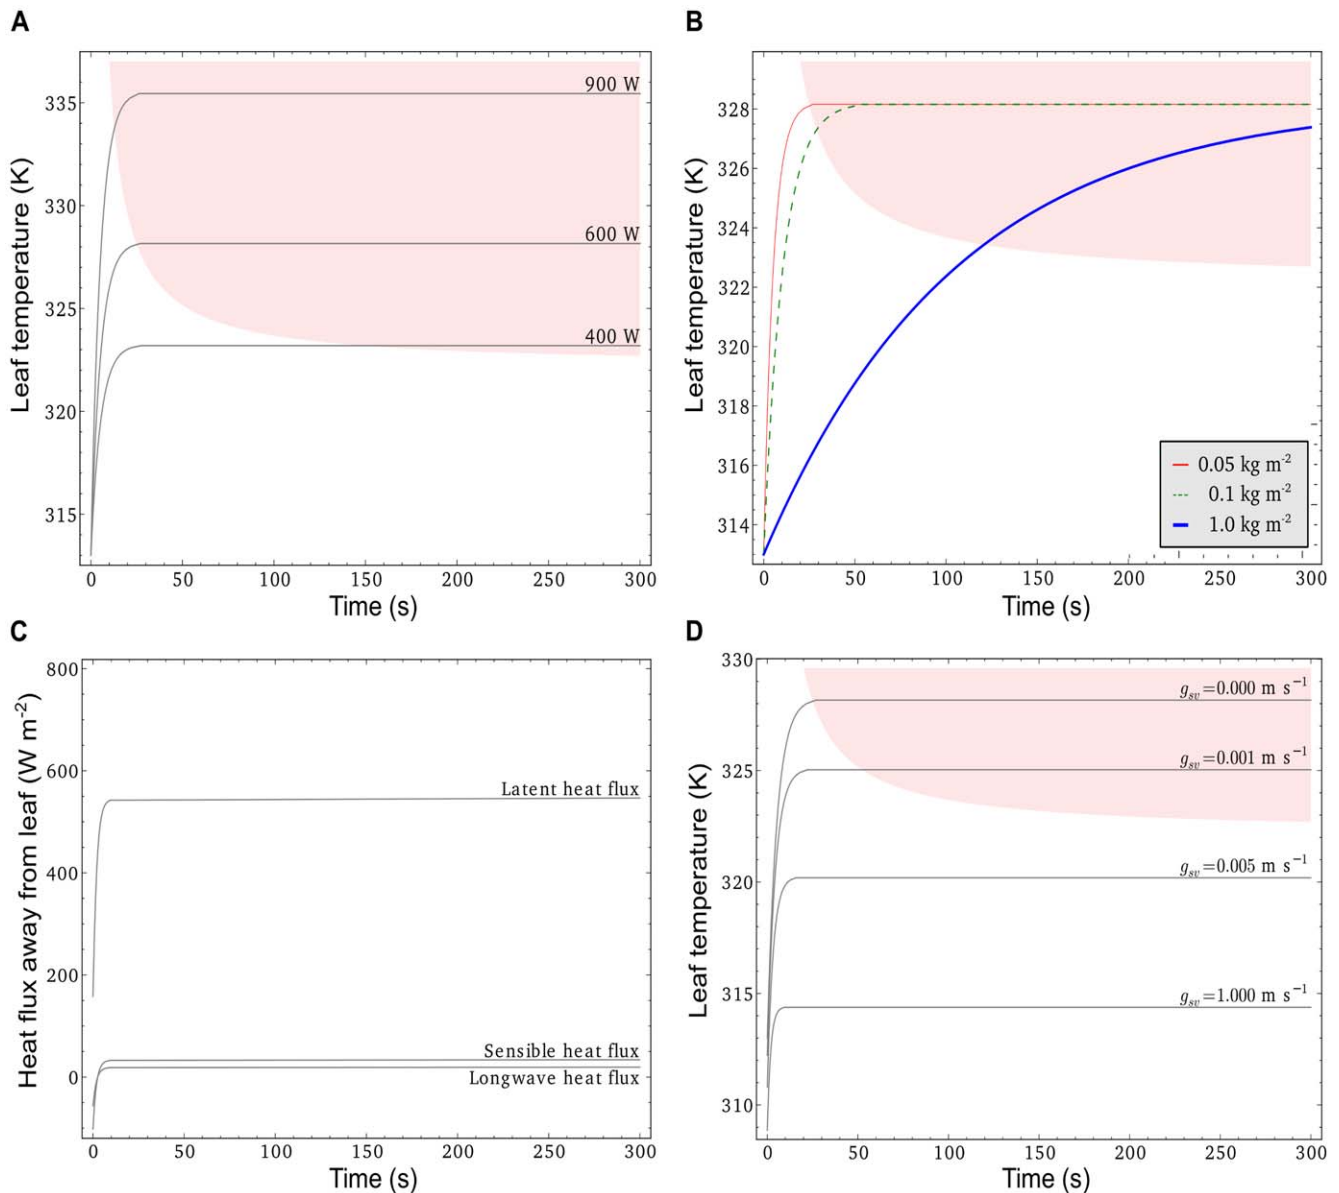 A
Leaf temperature (K)
335
330
325
320
315
900 W
600 W
400 W
0 50 100 150 200 250 300
Time (s)
B
Leaf temperature (K)
328
326
324
322
320
318
316
314
0.05 kg m⁻²
0.1 kg m⁻²
1.0 kg m⁻²
0 50 100 150 200 250 300
Time (s)
C
Heat flux away from leaf (W m⁻²)
800
600
400
200
0
Latent heat flux
Sensible heat flux
Longwave heat flux
0 50 100 150 200 250 300
Time (s)
D
Leaf temperature (K)
330
325
320
315
310
gsv=0.000 m s⁻¹
gsv=0.001 m s⁻¹
gsv=0.005 m s⁻¹
gsv=1.000 m s⁻¹
0 50 100 150 200 250 300
Time (s)